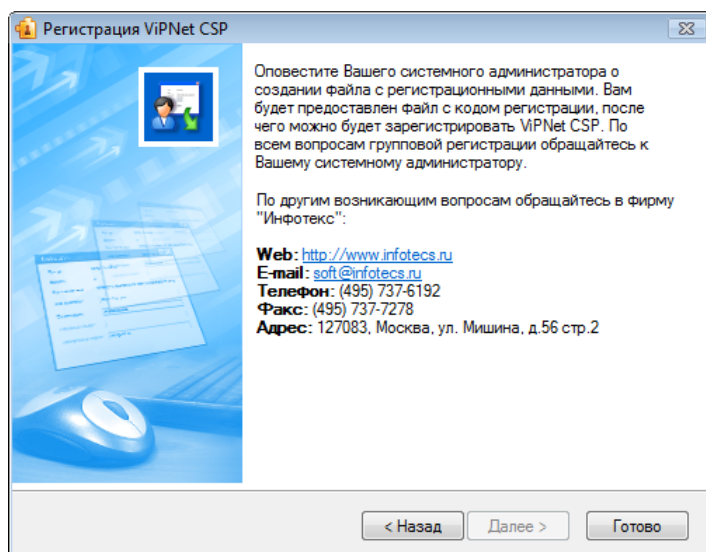 Регистрация ViPNet CSP
Оповестите Вашего системного администратора о
создании файла с регистрационными данными. Вам
будет предоставлен файл с кодом регистрации, после
чего можно будет зарегистрировать ViPNet CSP. По
всем вопросам групповой регистрации обращайтесь к
Вашему системному администратору.
По другим возникающим вопросам обращайтесь в фирму
"Инфотекс":
Web: http://www.infotecs.ru
E-mail: soft@infotecs.ru
Телефон: (495) 737-6192
Факс: (495) 737-7278
Адрес: 127083, Москва, ул. Мишина, д.56 стр.2
< Назад
Далее >
Готово